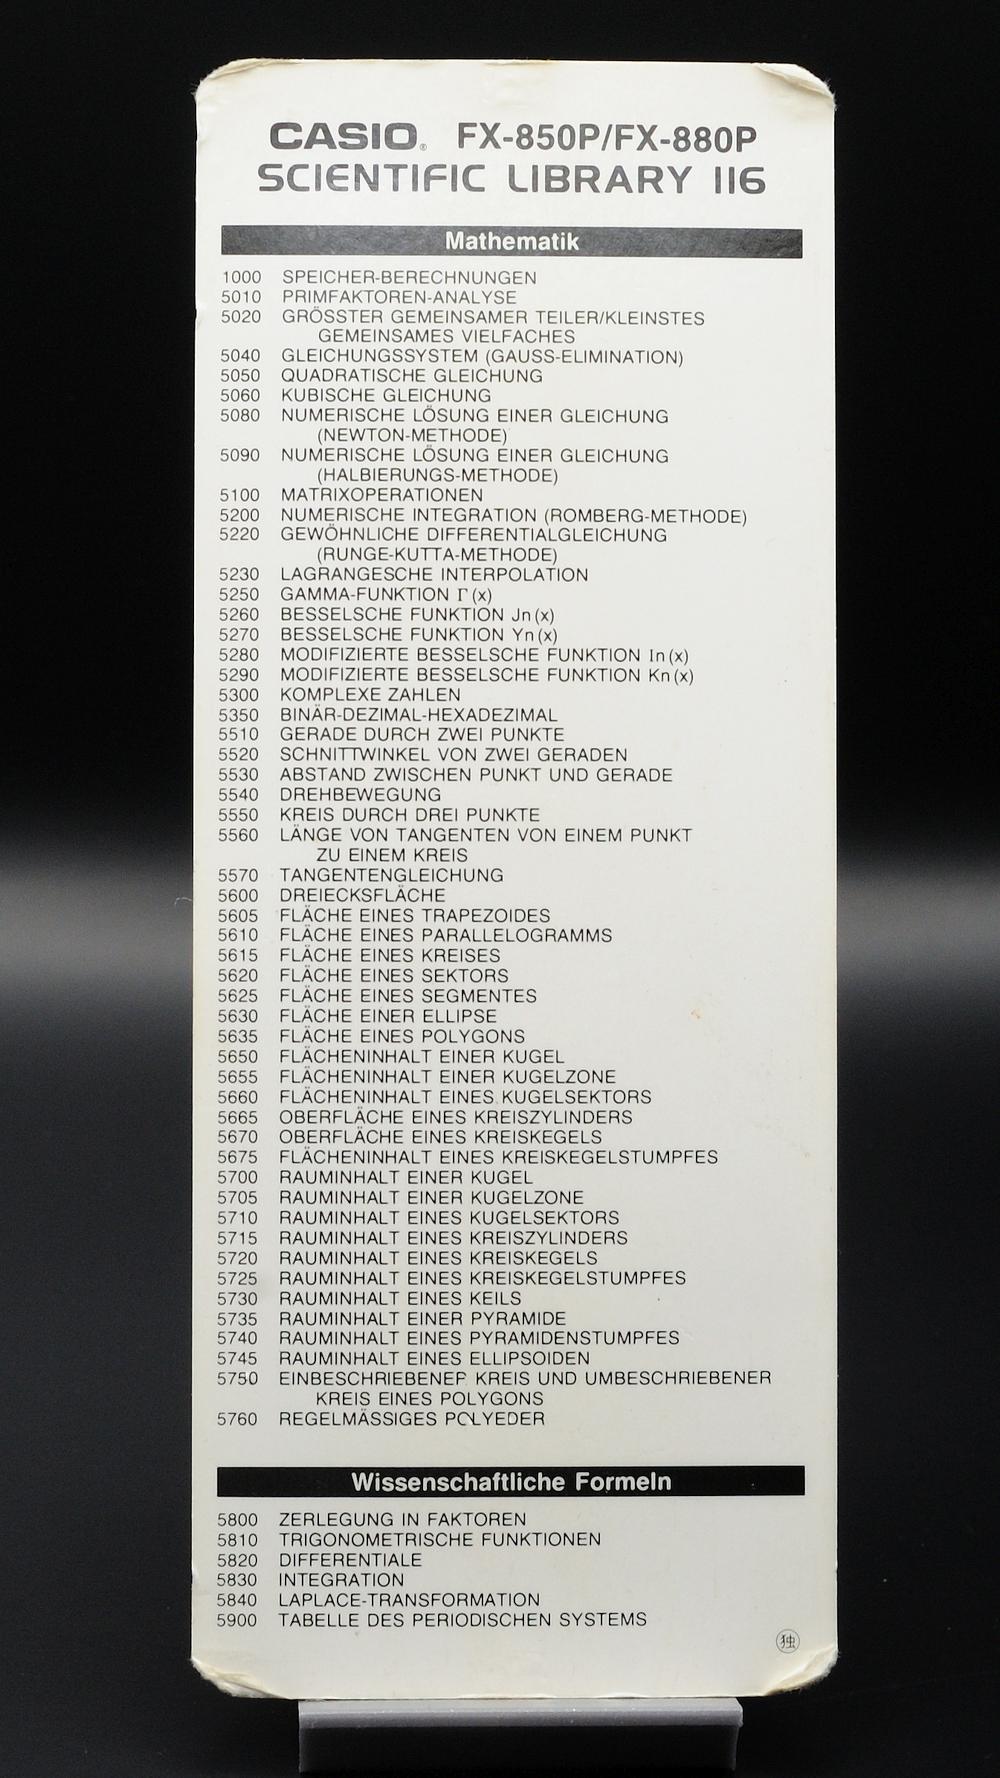 CASIO® FX-850P/FX-880P
SCIENTIFIC LIBRARY 116
Mathematik
1000 SPEICHER-BERECHNUNGEN
5010 PRIMFAKTOREN-ANALYSE
5020 GRÖSSTER GEMEINSAMER TEILER/KLEINSTES
GEMEINSAMES VIELFACHES
5040 GLEICHUNGSSYSTEM (GAUSS-ELIMINATION)
5050 QUADRATISCHE GLEICHUNG
5060 KUBISCHE GLEICHUNG
5080 NUMERISCHE LÖSUNG EINER GLEICHUNG
(NEWTON-METHODE)
5090 NUMERISCHE LÖSUNG EINER GLEICHUNG
(HALBIERUNGS-METHODE)
5100 MATRIXOPERATIONEN
5200 NUMERISCHE INTEGRATION (ROMBERG-METHODE)
5220 GEWÖHNLICHE DIFFERENTIALGLEICHUNG
(RUNGE-KUTTA-METHODE)
5230 LAGRANGESCHE INTERPOLATION
5250 GAMMA-FUNKTION Γ(x)
5260 BESSELSCHE FUNKTION Jn(x)
5270 BESSELSCHE FUNKTION Yn(x)
5280 MODIFIZIERTE BESSELSCHE FUNKTION In(x)
5290 MODIFIZIERTE BESSELSCHE FUNKTION Kn(x)
5300 KOMPLEXE ZAHLEN
5350 BINÄR-DEZIMAL-HEXADEZIMAL
5510 GERADE DURCH ZWEI PUNKTE
5520 SCHNITTWINKEL VON ZWEI GERADEN
5530 ABSTAND ZWISCHEN PUNKT UND GERADE
5540 DREHBEWEGUNG
5550 KREIS DURCH DREI PUNKTE
5560 LÄNGE VON TANGENTEN VON EINEM PUNKT
ZU EINEM KREIS
5570 TANGENTENGLEICHUNG
5600 DREIECKSFLÄCHE
5605 FLÄCHE EINES TRAPEZOIDES
5610 FLÄCHE EINES PARALLELOGRAMMS
5615 FLÄCHE EINES KREISES
5620 FLÄCHE EINES SEKTORS
5625 FLÄCHE EINES SEGMENTES
5630 FLÄCHE EINER ELLIPSE
5635 FLÄCHE EINES POLYGONS
5650 FLÄCHENINHALT EINER KUGEL
5655 FLÄCHENINHALT EINER KUGELZONE
5660 FLÄCHENINHALT EINES KUGELSEKTORS
5665 OBERFLÄCHE EINES KREISZYLINDERS
5670 OBERFLÄCHE EINES KREISKEGELS
5675 FLÄCHENINHALT EINES KREISKEGELSTUMPFES
5700 RAUMINHALT EINER KUGEL
5705 RAUMINHALT EINER KUGELZONE
5710 RAUMINHALT EINES KUGELSEKTORS
5715 RAUMINHALT EINES KREISZYLINDERS
5720 RAUMINHALT EINES KREISKEGELS
5725 RAUMINHALT EINES KREISKEGELSTUMPFES
5730 RAUMINHALT EINES KEILS
5735 RAUMINHALT EINER PYRAMIDE
5740 RAUMINHALT EINES PYRAMIDENSTUMPFES
5745 RAUMINHALT EINES ELLIPSOIDEN
5750 EINBESCHRIEBENER KREIS UND UMBESCHRIEBENER
KREIS EINES POLYGONS
5760 REGELMÄSSIGES POLYEDER
Wissenschaftliche Formeln
5800 ZERLEGUNG IN FAKTOREN
5810 TRIGONOMETRISCHE FUNKTIONEN
5820 DIFFERENTIALE
5830 INTEGRATION
5840 LAPLACE-TRANSFORMATION
5900 TABELLE DES PERIODISCHEN SYSTEMS
独